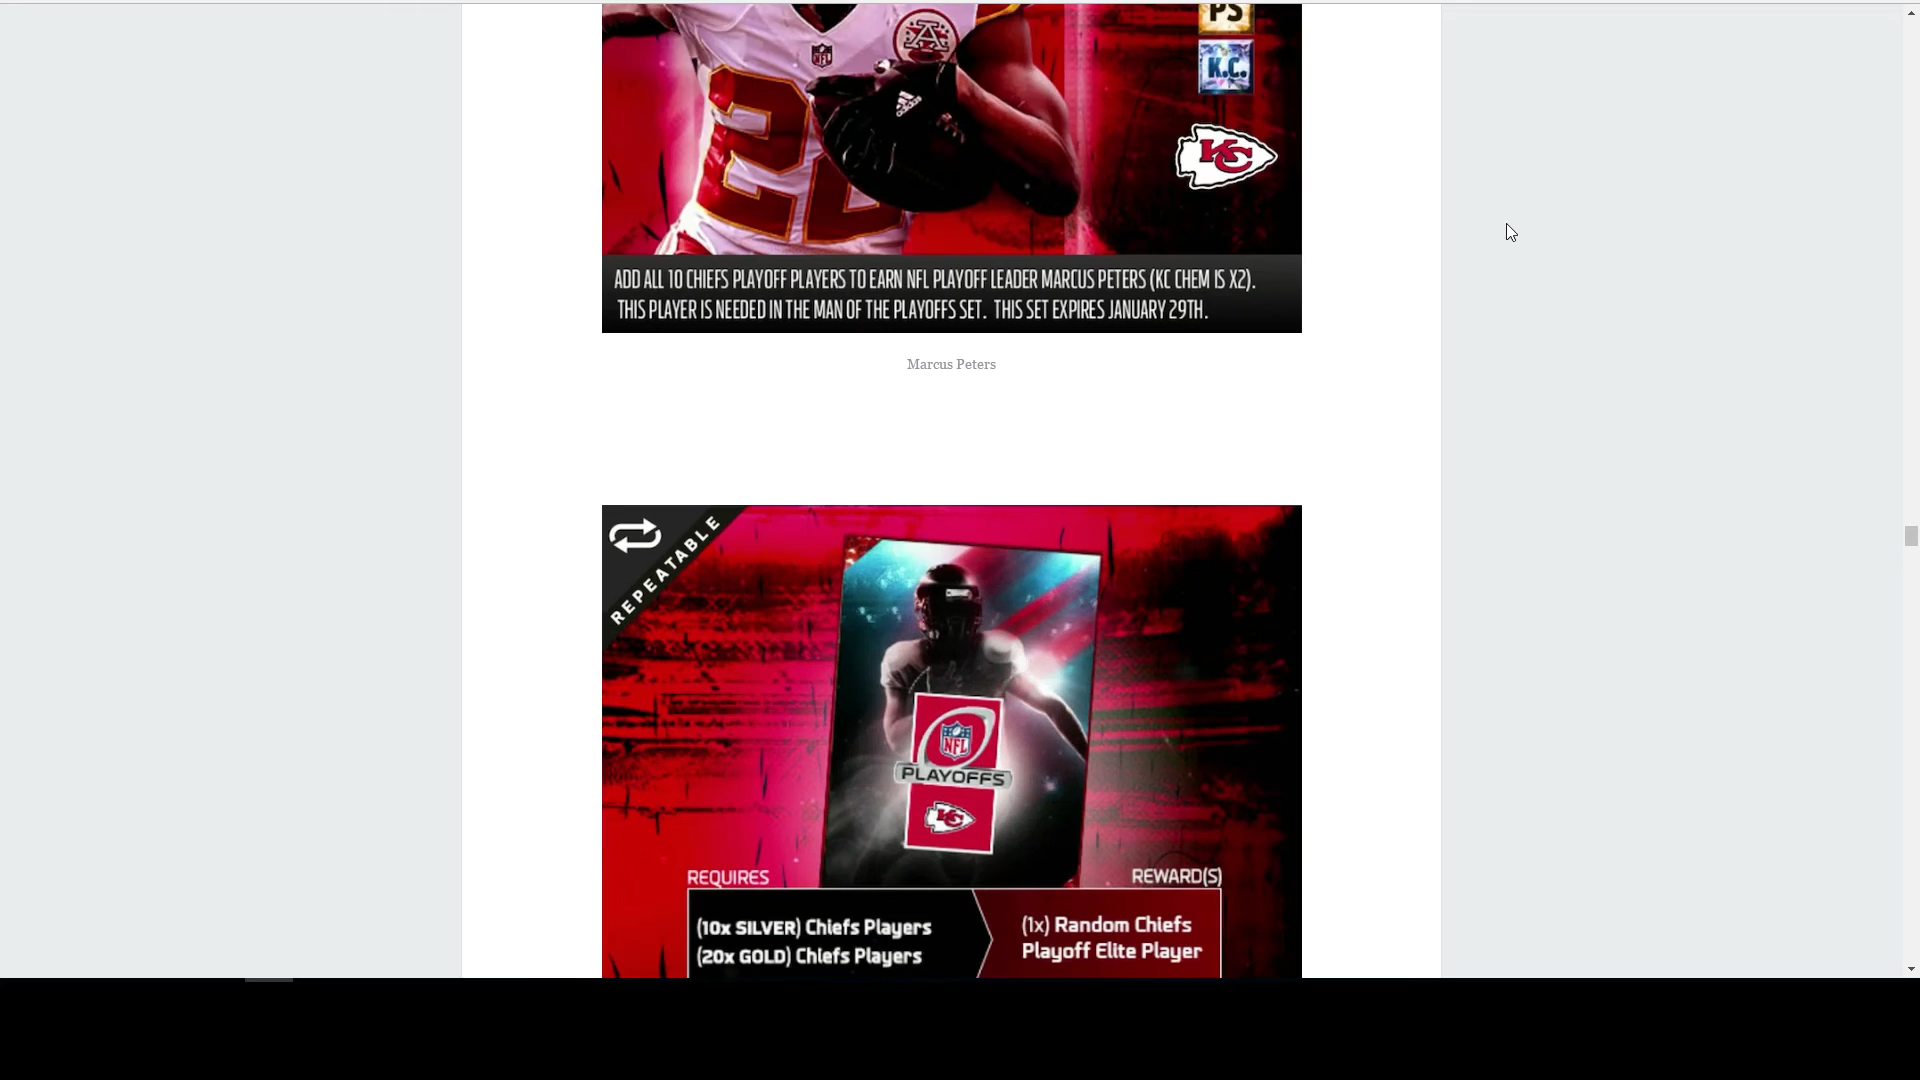 PS
K.C.
NFL
A
adidas
20
KC
ADD ALL 10 CHIEFS PLAYOFF PLAYERS TO EARN NFL PLAYOFF LEADER MARCUS PETERS (KC CHEM IS X2).
THIS PLAYER IS NEEDED IN THE MAN OF THE PLAYOFFS SET. THIS SET EXPIRES JANUARY 29TH.
Marcus Peters
REPEATABLE
NFL
PLAYOFFS
KC
REQUIRES
REWARD(S)
(10x SILVER) Chiefs Players
(1x) Random Chiefs
(20x GOLD) Chiefs Players
Playoff Elite Player